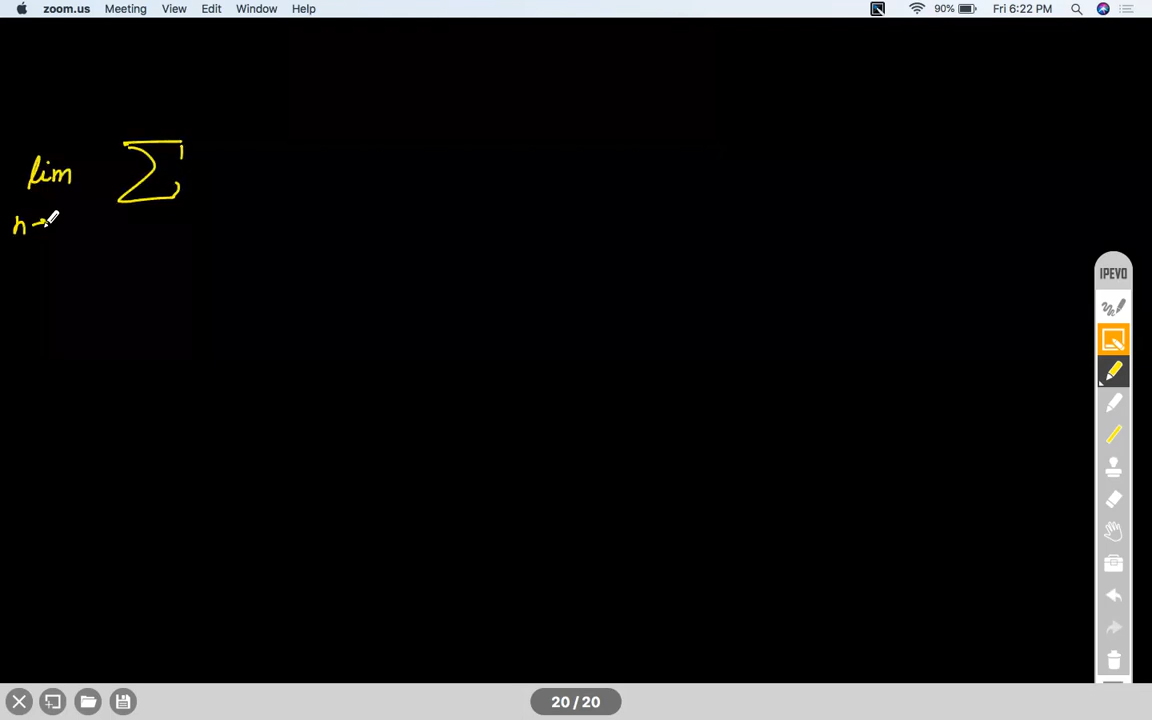 zoom.us Meeting View Edit Window Help 90% Fri 6:22 PM
lim ∑
n→
IPEVO
20 / 20